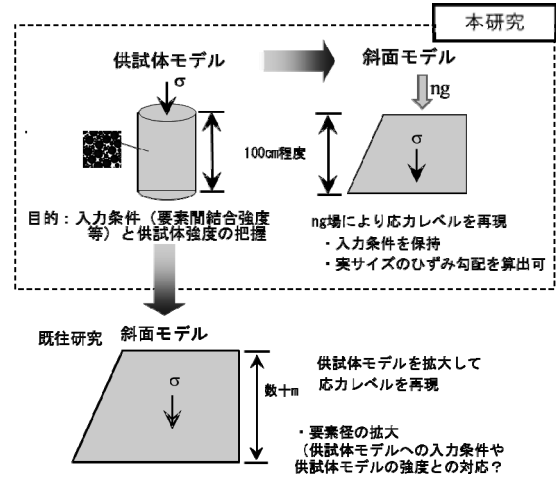 本研究
供試体モデル
斜面モデル
σ
ng
100cm程度
σ
目的:入力条件(要素間結合強度
等)と供試体強度の把握
ng場により応力レベルを再現
・入力条件を保持
・実サイズのひずみ勾配を算出可
既往研究 斜面モデル
σ
数十m
供試体モデルを拡大して
応力レベルを再現
・要素径の拡大
(供試体モデルへの入力条件や
供試体モデルの強度との対応?